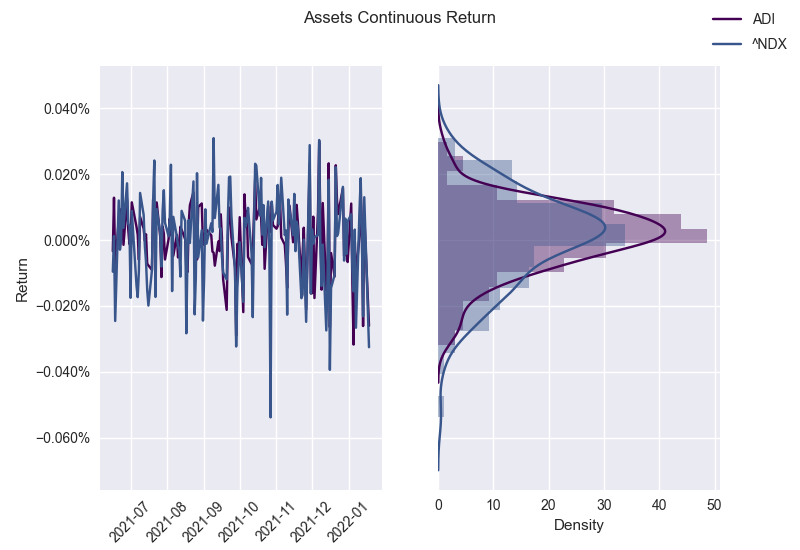 Assets Continuous Return
ADI
^NDX
0.040%
0.020%
0.000%
−0.020%
−0.040%
−0.060%
Return
2021-07
2021-08
2021-09
2021-10
2021-11
2021-12
2022-01
0 10 20 30 40 50
Density